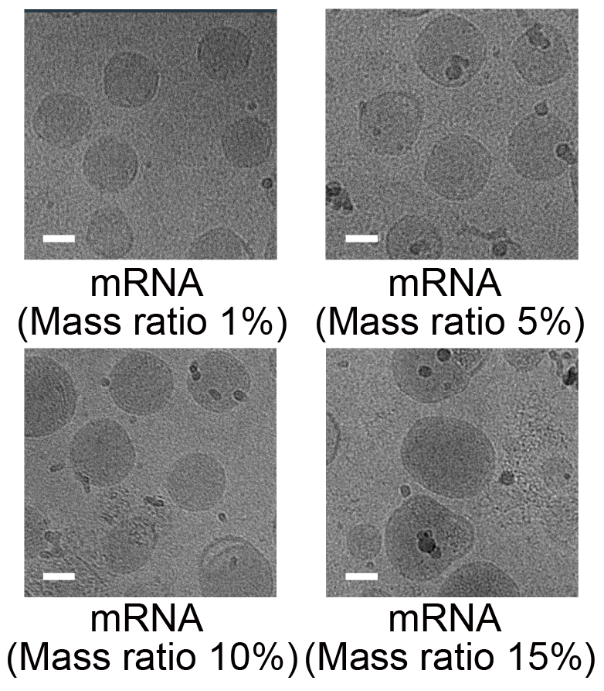 mRNA
(Mass ratio 1%)
mRNA
(Mass ratio 5%)
mRNA
(Mass ratio 10%)
mRNA
(Mass ratio 15%)